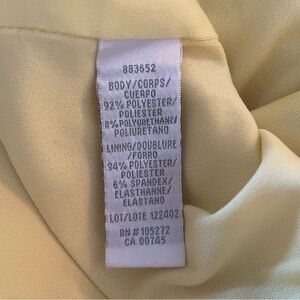 883652
BODY/CORPS/
CUERPO
92% POLYESTER/
POLIESTER
8% POLYURETHANE/
POLIURETANO
LINING/DOUBLURE
/FORRO
94% POLYESTER/
POLIESTER
6% SPANDEX/
ELASTHANNE/
ELASTANO
LOT/LOTE 122402
RN # 105272
CA 00745